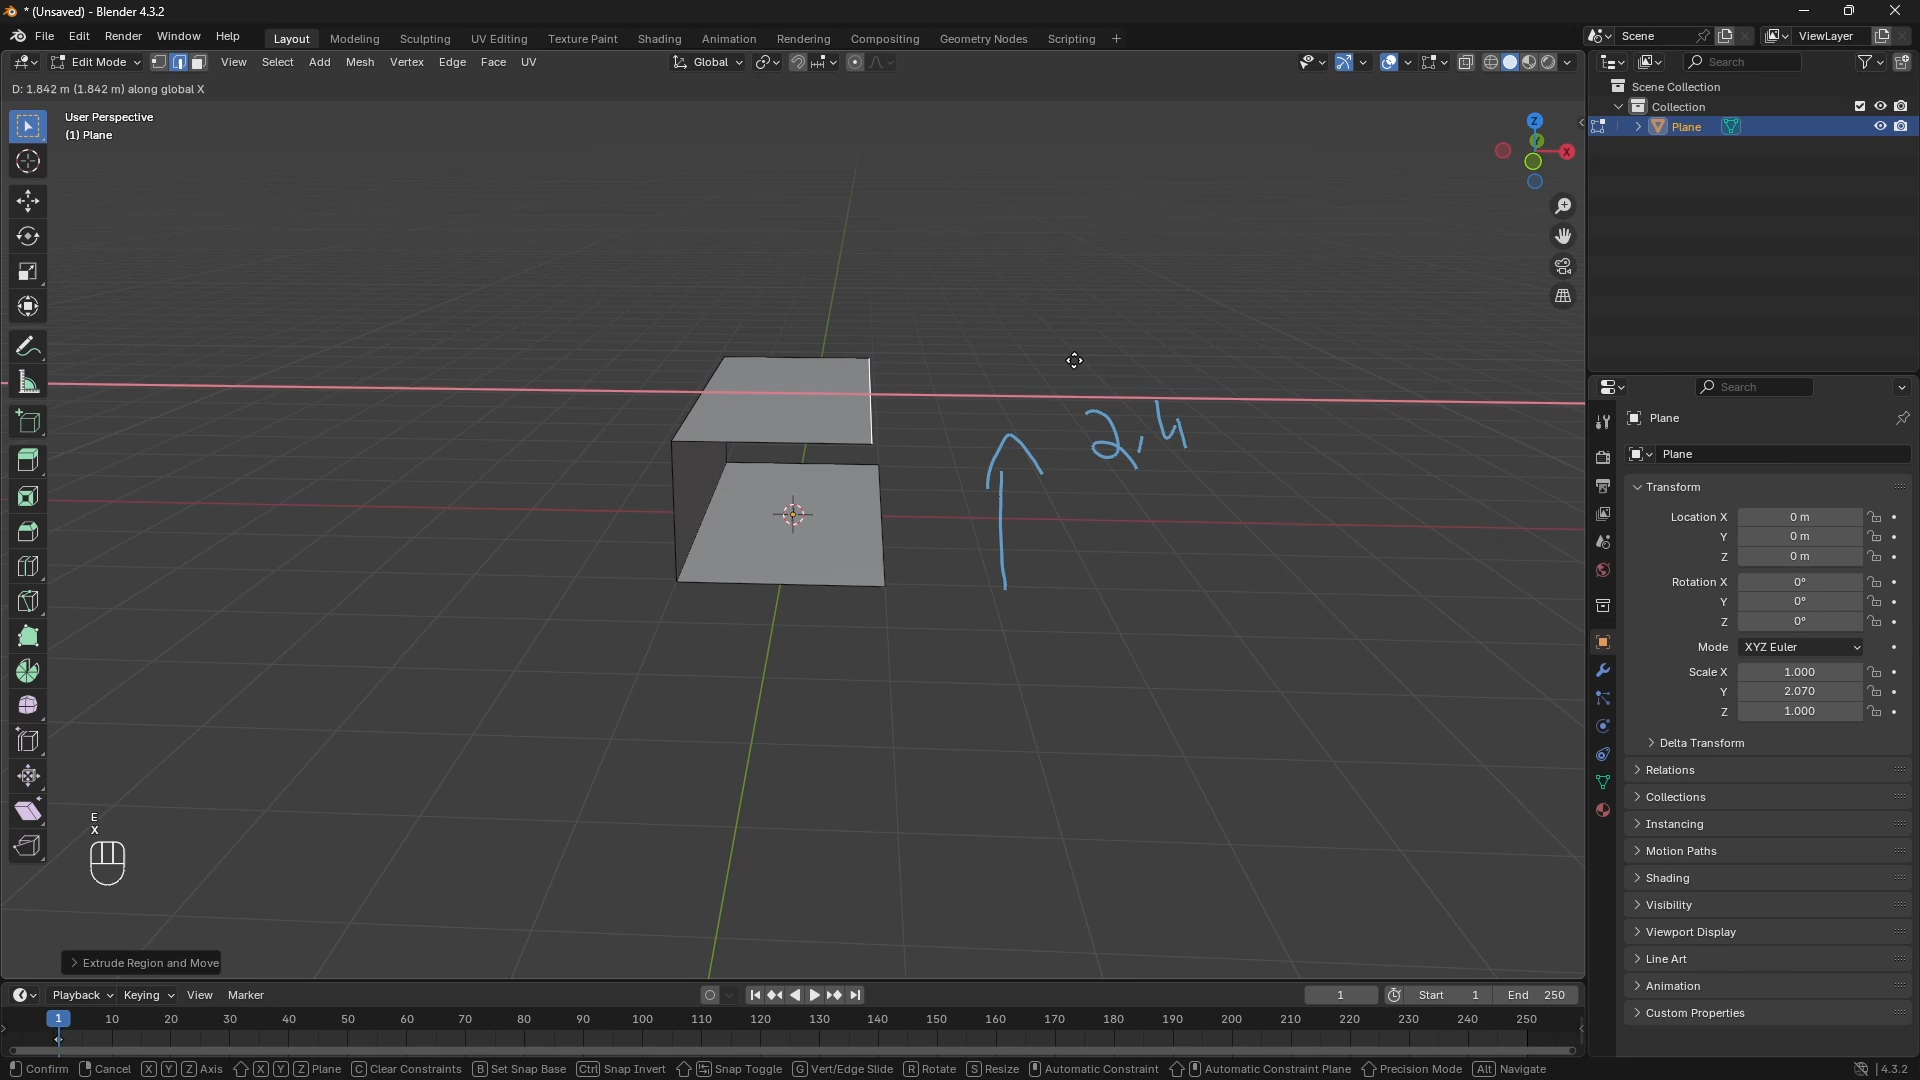 * (Unsaved) - Blender 4.3.2
File Edit Render Window Help Layout Modeling Sculpting UV Editing Texture Paint Shading Animation Rendering Compositing Geometry Nodes Scripting + Scene ViewLayer
Edit Mode View Select Add Mesh Vertex Edge Face UV Global Search
D: 1.842 m (1.842 m) along global X
Scene Collection
Collection
Plane
User Perspective
(1) Plane
Z
Y
X
2,4
Search
Plane
Plane
Transform
Location X 0 m
Y 0 m
Z 0 m
Rotation X 0°
Y 0°
Z 0°
Mode XYZ Euler
Scale X 1.000
Y 2.070
Z 1.000
Delta Transform
Relations
Collections
Instancing
Motion Paths
Shading
Visibility
Viewport Display
Line Art
Animation
Custom Properties
E
X
Extrude Region and Move
Playback Keying View Marker 1 Start 1 End 250
1 10 20 30 40 50 60 70 80 90 100 110 120 130 140 150 160 170 180 190 200 210 220 230 240 250
Confirm Cancel X Y Z Axis X Y Z Plane C Clear Constraints B Set Snap Base Ctrl Snap Invert Snap Toggle G Vert/Edge Slide R Rotate S Resize Automatic Constraint Automatic Constraint Plane Precision Mode Alt Navigate 4.3.2